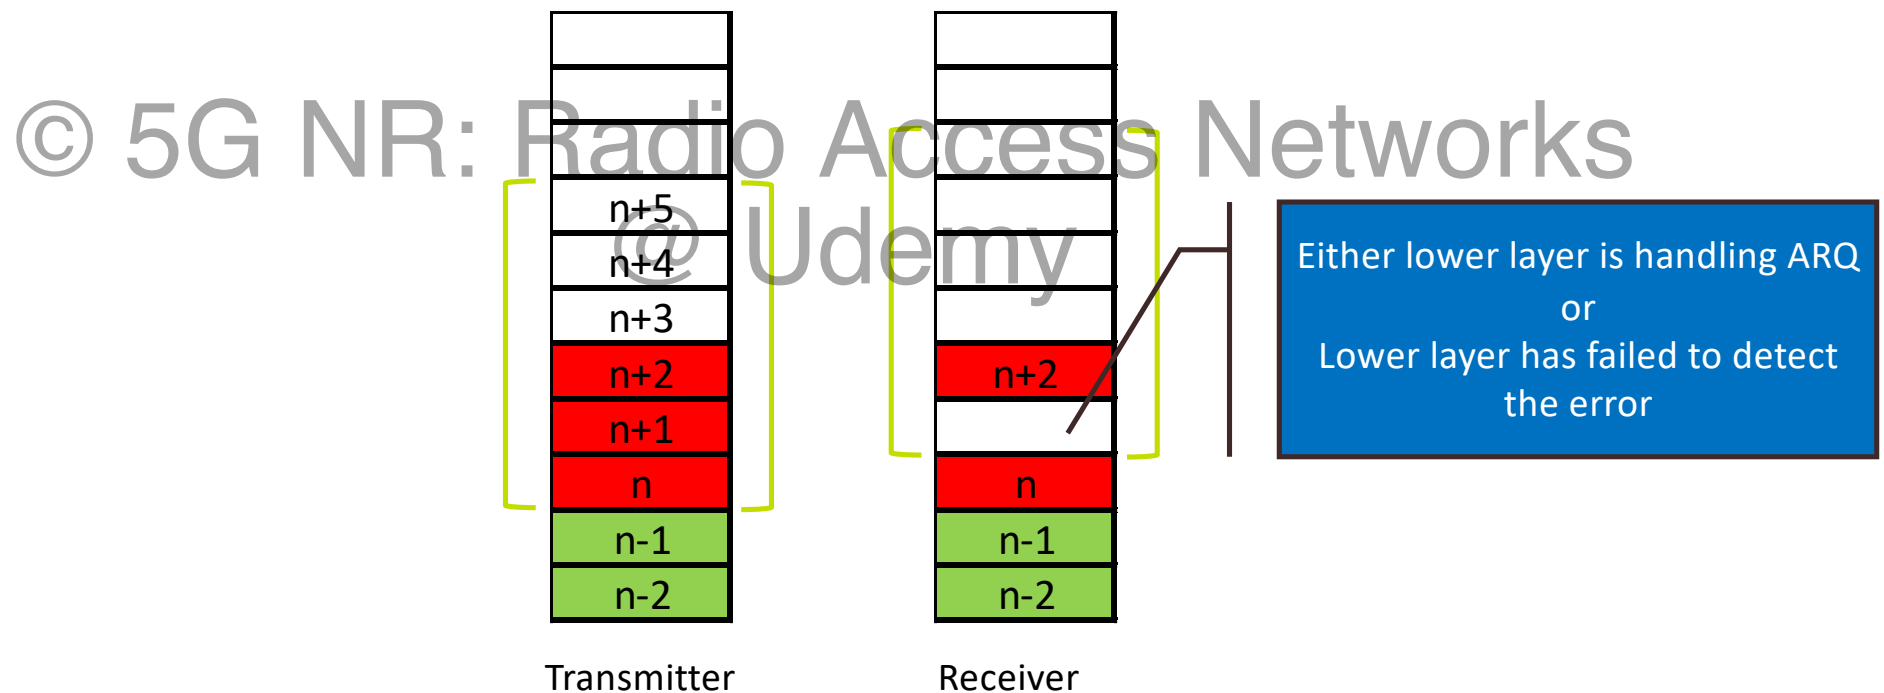 © 5G NR: Radio Access Networks
@ Udemy
n+5
n+4
n+3
n+2
n+1
n
n-1
n-2
Transmitter
n+2
n
n-1
n-2
Receiver
Either lower layer is handling ARQ
or
Lower layer has failed to detect
the error